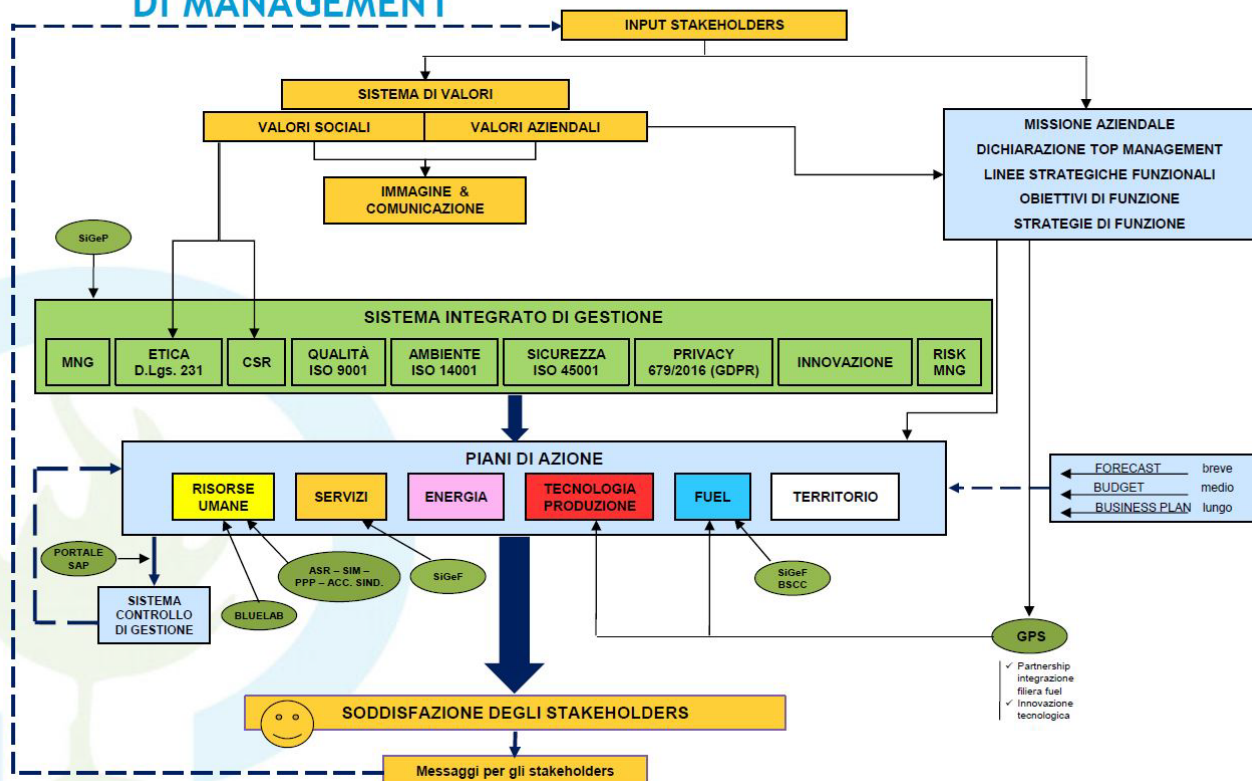 DI MANAGEMENT
INPUT STAKEHOLDERS
SISTEMA DI VALORI
VALORI SOCIALI
VALORI AZIENDALI
IMMAGINE &
COMUNICAZIONE
MISSIONE AZIENDALE
DICHIARAZIONE TOP MANAGEMENT
LINEE STRATEGICHE FUNZIONALI
OBIETTIVI DI FUNZIONE
STRATEGIE DI FUNZIONE
SiGeP
SISTEMA INTEGRATO DI GESTIONE
MNG
ETICA
D.Lgs. 231
CSR
QUALITÀ
ISO 9001
AMBIENTE
ISO 14001
SICUREZZA
ISO 45001
PRIVACY
679/2016 (GDPR)
INNOVAZIONE
RISK
MNG
PIANI DI AZIONE
RISORSE
UMANE
SERVIZI
ENERGIA
TECNOLOGIA
PRODUZIONE
FUEL
TERRITORIO
FORECAST breve
BUDGET medio
BUSINESS PLAN lungo
PORTALE
SAP
SISTEMA
CONTROLLO
DI GESTIONE
BLUELAB
ASR – SIM –
PPP – ACC. SIND.
SiGeF
SiGeF
BSCC
GPS
✓ Partnership
integrazione
filiera fuel
✓ Innovazione
tecnologica
SODDISFAZIONE DEGLI STAKEHOLDERS
Messaggi per gli stakeholders